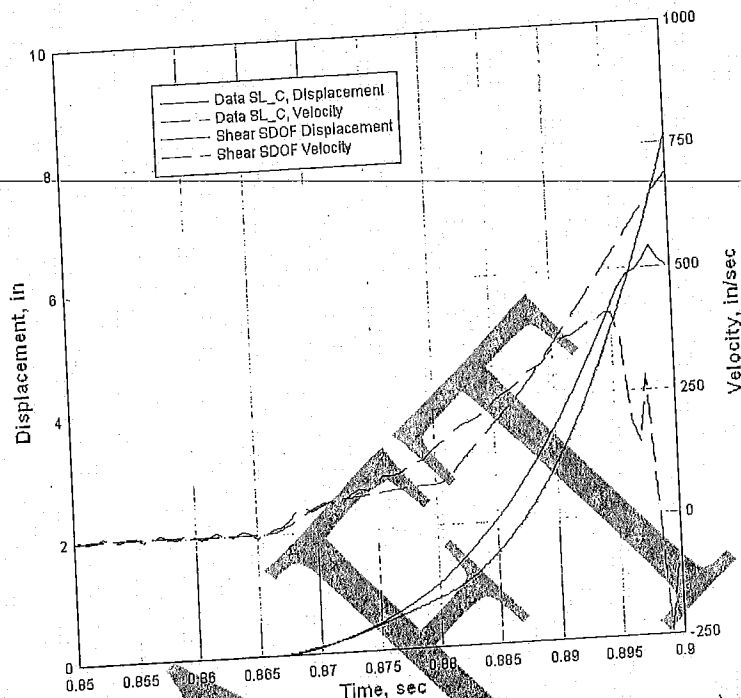 1000
10
Data SL_C, Displacement
Data SL_C, Velocity
Shear SDOF Displacement
Shear SDOF Velocity
750
8
500
6
250
4
0
2
-250
0
0.85 0.855 0.86 0.865 0.87 0.875 0.88 0.885 0.89 0.895 0.9
Displacement, in
Velocity, in/sec
Time, sec